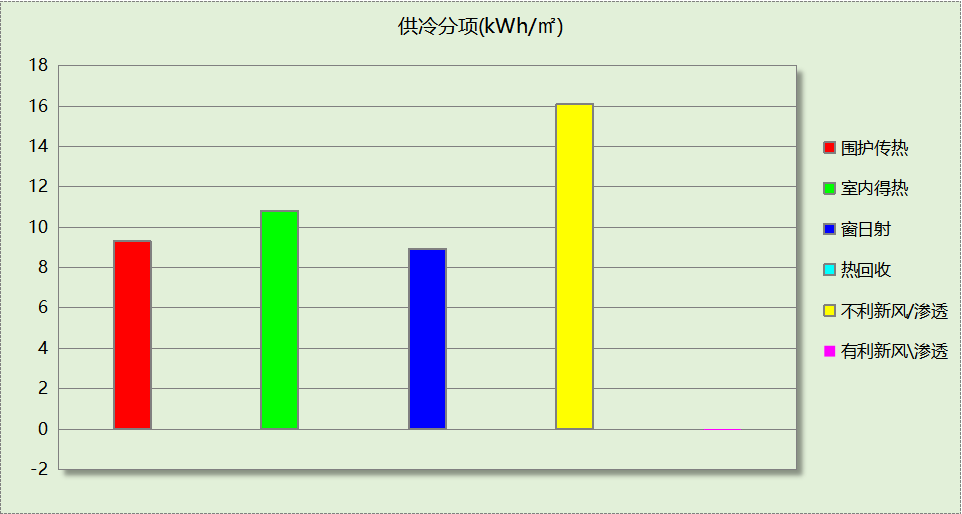 供冷分项(kWh/㎡)
18
16
14
12
10
8
6
4
2
0
-2
围护传热
室内得热
窗日射
热回收
不利新风/渗透
有利新风\渗透